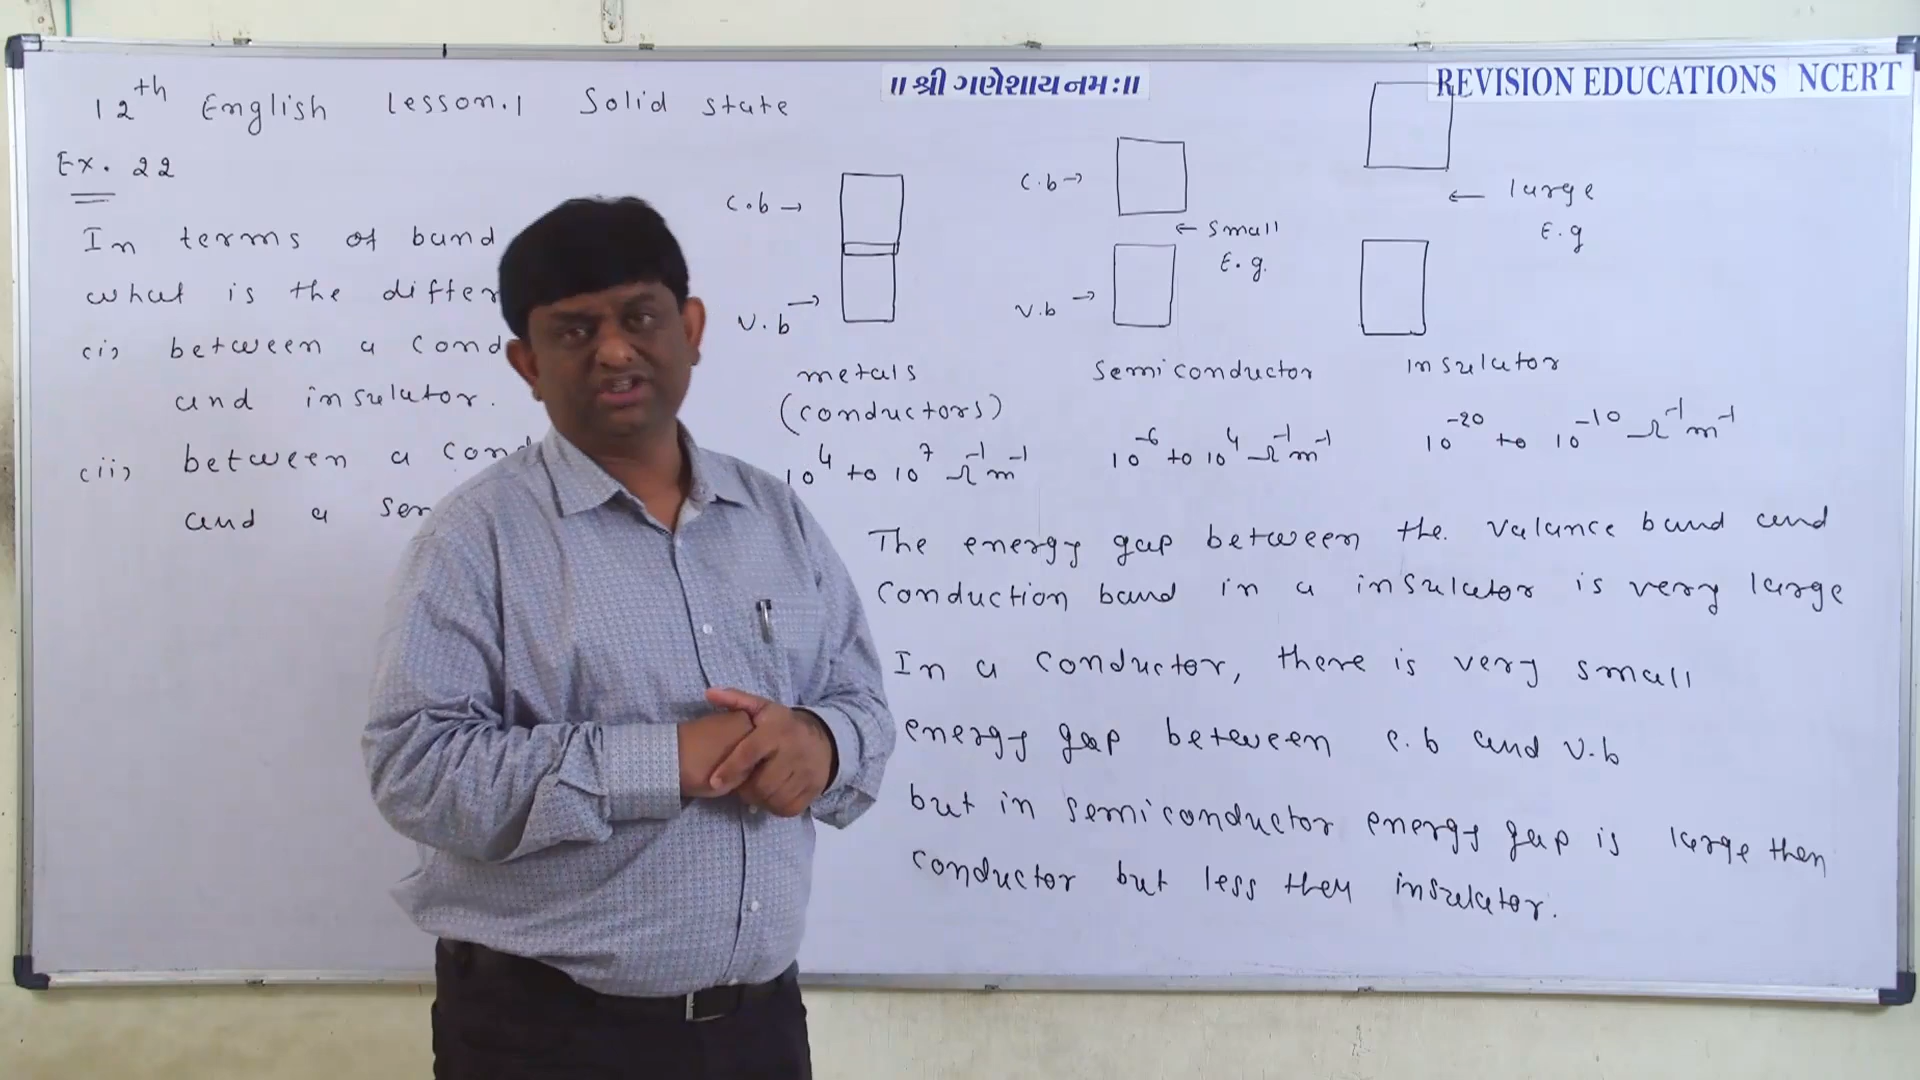 ॥ श्री ગણેશાય નમઃ॥
REVISION EDUCATIONS NCERT
12th English Lesson.1 Solid state
Ex. 22
In terms of band
what is the differ
(i) between a cond
and insulator.
(ii) between a cond
and a sem
C.b →
V.b →
metals
(conductors)
10^4 to 10^7 Ω^-1 m^-1
C.b →
← small
E.g.
V.b →
Semiconductor
10^-6 to 10^4 Ω^-1 m^-1
← large
E.g
insulator
10^-20 to 10^-10 Ω^-1 m^-1
The energy gap between the valance band and
conduction band in a insulator is very large
In a conductor, there is very small
energy gap between c.b and v.b
but in semiconductor energy gap is large then
conductor but less then insulator.